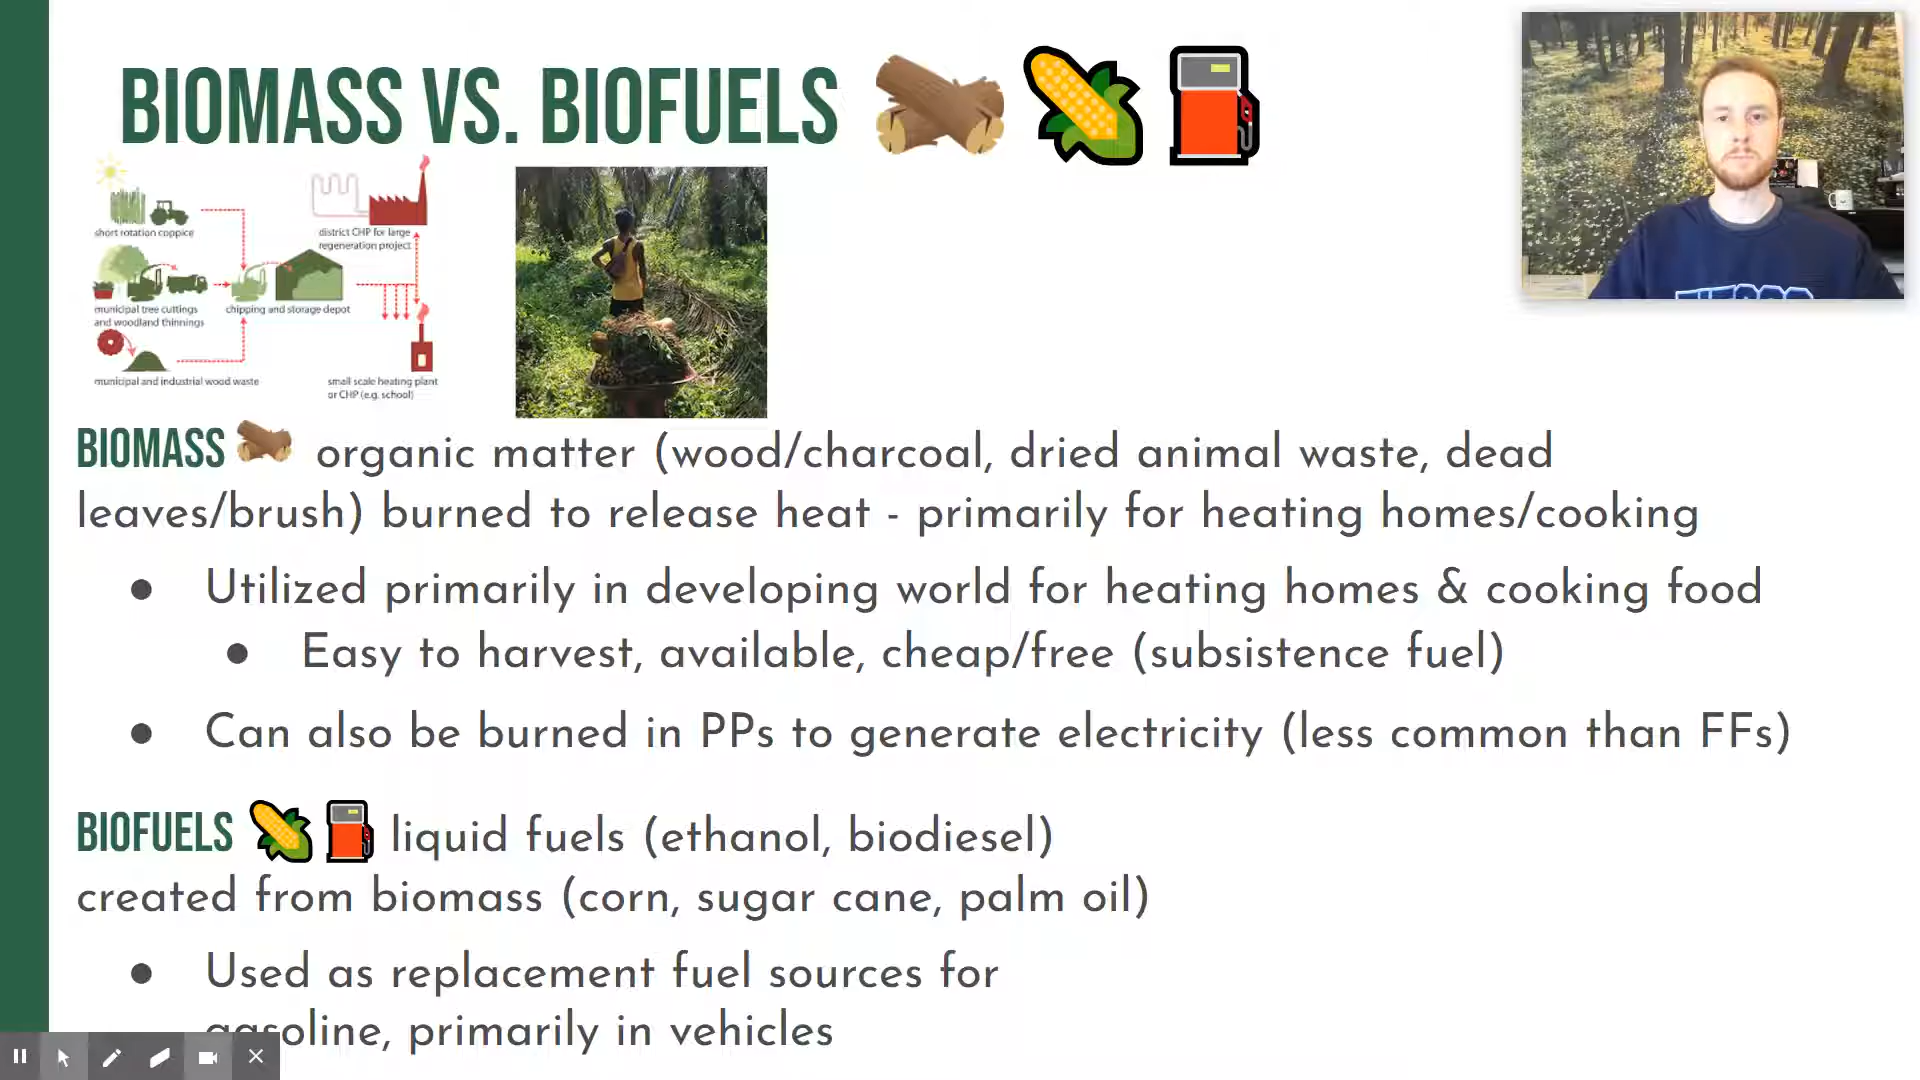 BIOMASS VS. BIOFUELS
short rotation coppice
district CHP for large
regeneration project
municipal tree cuttings
and woodland thinnings
chipping and storage depot
municipal and industrial wood waste
small scale heating plant
or CHP (e.g. school)
BIOMASS organic matter (wood/charcoal, dried animal waste, dead
leaves/brush) burned to release heat - primarily for heating homes/cooking
● Utilized primarily in developing world for heating homes & cooking food
● Easy to harvest, available, cheap/free (subsistence fuel)
● Can also be burned in PPs to generate electricity (less common than FFs)
BIOFUELS liquid fuels (ethanol, biodiesel)
created from biomass (corn, sugar cane, palm oil)
● Used as replacement fuel sources for
gasoline, primarily in vehicles